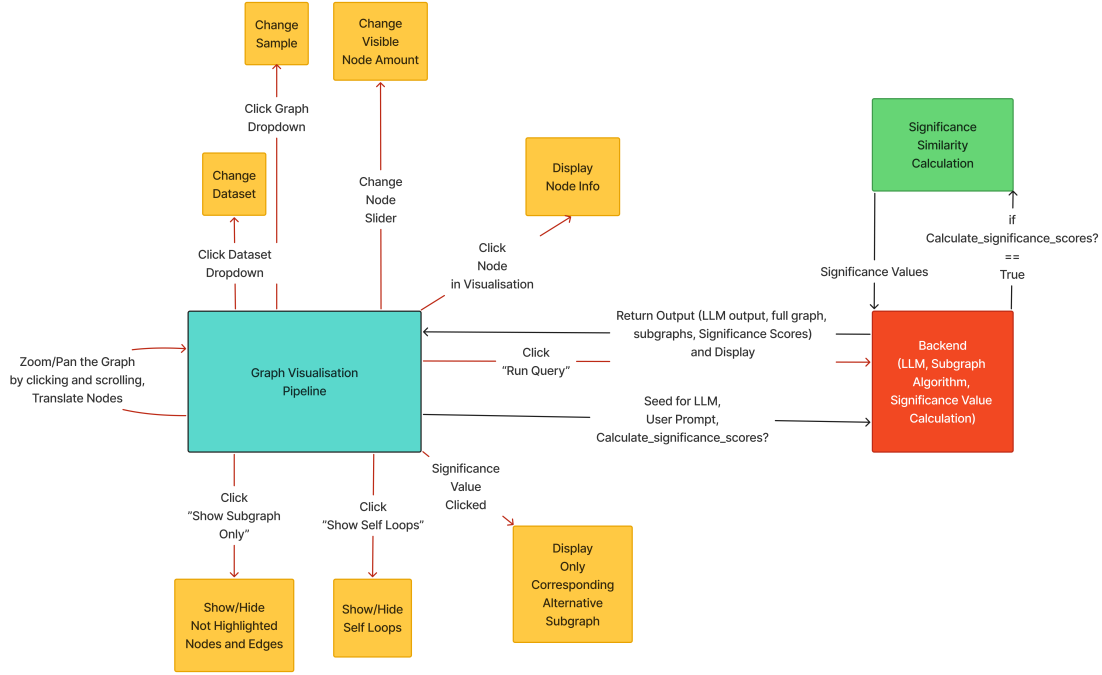 Change
Sample
Change
Visible
Node Amount
Click Graph
Dropdown
Change
Dataset
Change
Node
Slider
Display
Node Info
Significance
Similarity
Calculation
Click Dataset
Dropdown
Click
Node
in Visualisation
if
Calculate_significance_scores?
==
True
Significance Values
Zoom/Pan the Graph
by clicking and scrolling,
Translate Nodes
Graph Visualisation
Pipeline
Return Output (LLM output, full graph,
subgraphs, Significance Scores)
and Display
Click
“Run Query”
Seed for LLM,
User Prompt,
Calculate_significance_scores?
Backend
(LLM, Subgraph
Algorithm,
Significance Value
Calculation)
Click
”Show Subgraph
Only”
Click
”Show Self Loops”
Significance
Value
Clicked
Show/Hide
Not Highlighted
Nodes and Edges
Show/Hide
Self Loops
Display
Only
Corresponding
Alternative
Subgraph